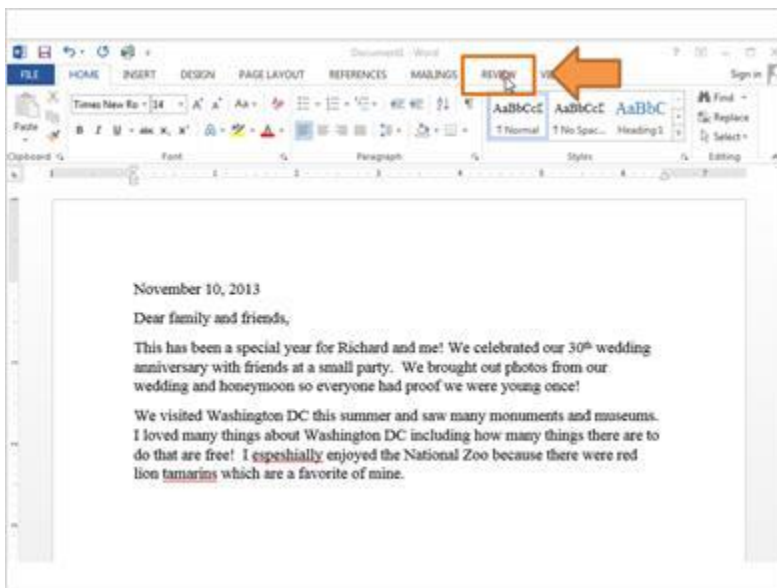 Document1 - Word
FILE HOME INSERT DESIGN PAGE LAYOUT REFERENCES MAILINGS REVIEW Sign in
Times New Ro 14 A A Aa AaBbCcI AaBbCcI AaBbC Find
Paste B I U abc X, X' A ¶ Normal ¶ No Spac... Heading 1 Replace
Select
Clipboard Font Paragraph Styles Editing
November 10, 2013
Dear family and friends,
This has been a special year for Richard and me! We celebrated our 30th wedding
anniversary with friends at a small party. We brought out photos from our
wedding and honeymoon so everyone had proof we were young once!
We visited Washington DC this summer and saw many monuments and museums.
I loved many things about Washington DC including how many things there are to
do that are free! I espeshially enjoyed the National Zoo because there were red
lion tamarins which are a favorite of mine.